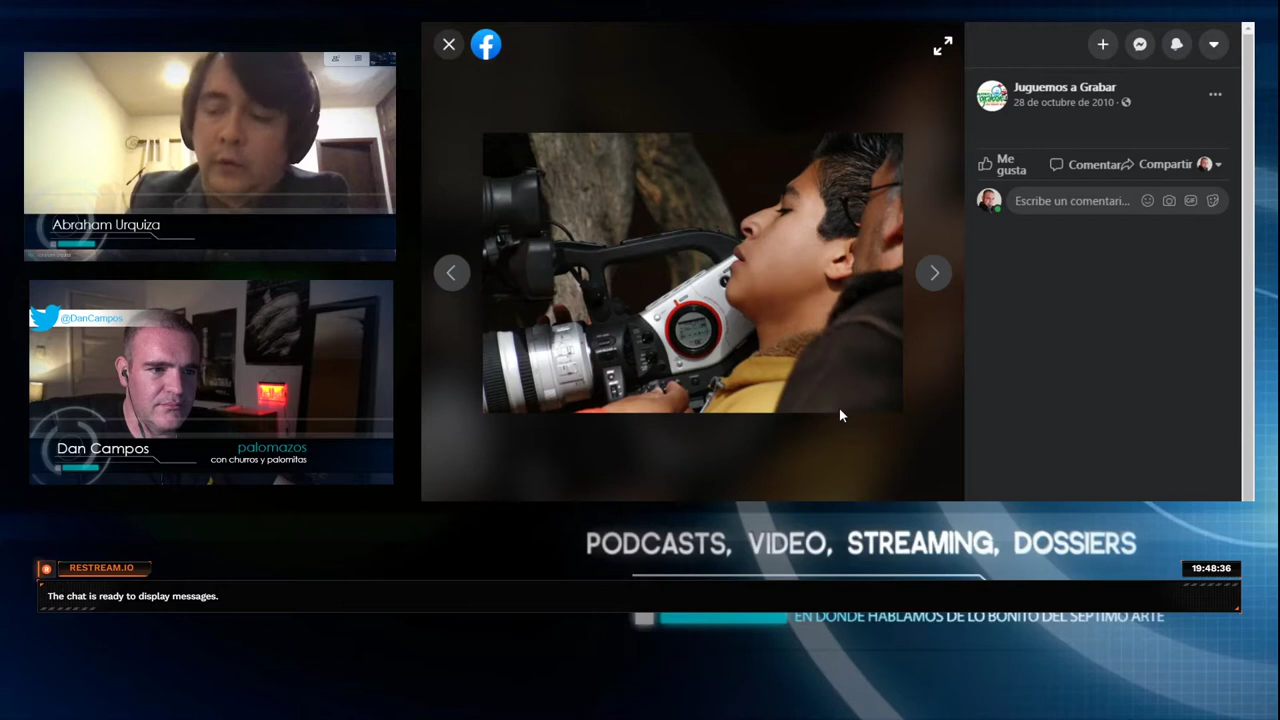 Abraham Urquiza
@DanCampos
Dan Campos
palomazos
con churros y palomitas
Juguemos a Grabar
28 de octubre de 2010 ·
Me gusta
Comentar
Compartir
Escribe un comentari...
GIF
PODCASTS, VIDEO, STREAMING, DOSSIERS
RESTREAM.IO
19:48:36
The chat is ready to display messages.
EN DONDE HABLAMOS DE LO BONITO DEL SEPTIMO ARTE